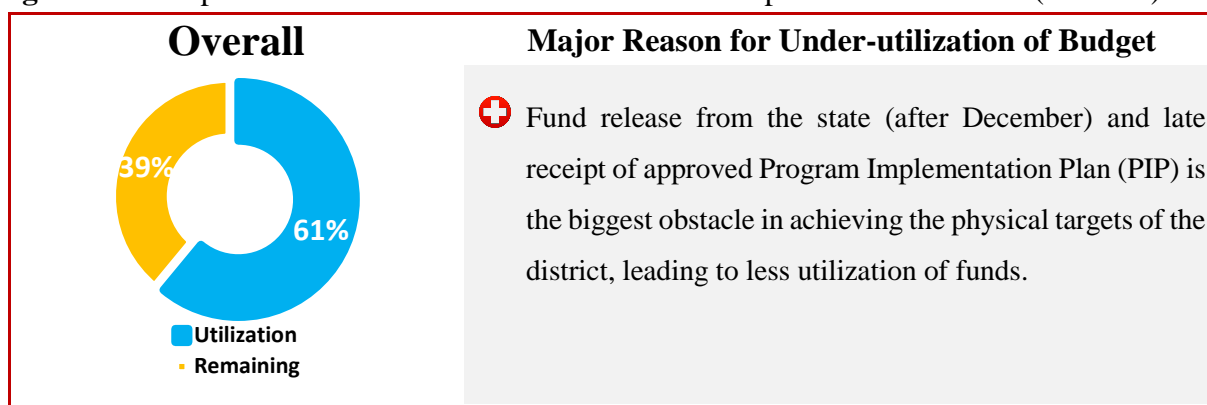 Overall
39%
61%
Utilization
Remaining
Major Reason for Under-utilization of Budget
Fund release from the state (after December) and late
receipt of approved Program Implementation Plan (PIP) is
the biggest obstacle in achieving the physical targets of the
district, leading to less utilization of funds.